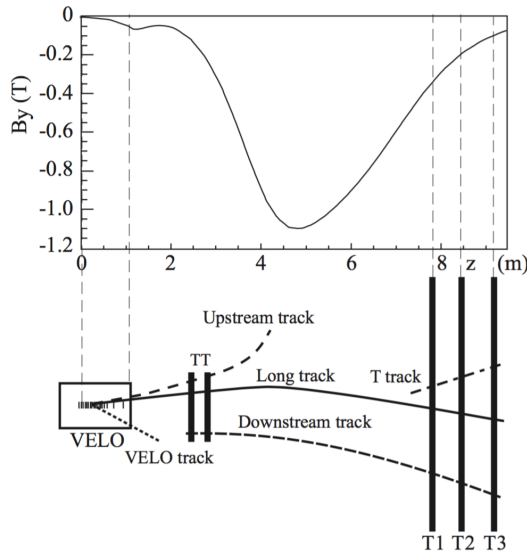 0
-0.2
-0.4
-0.6
-0.8
-1.0
-1.2
By (T)
0 2 4 6 8 z (m)
Upstream track
TT
Long track
T track
Downstream track
VELO
VELO track
T1 T2 T3